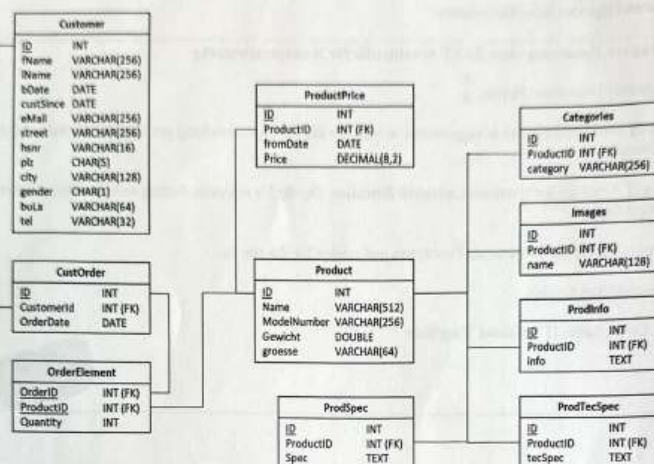 Customer
ID INT
fName VARCHAR(256)
lName VARCHAR(256)
bDate DATE
custSince DATE
eMail VARCHAR(256)
street VARCHAR(256)
hsnr VARCHAR(16)
plz CHAR(5)
city VARCHAR(128)
gender CHAR(1)
buLa VARCHAR(64)
tel VARCHAR(32)
ProductPrice
ID INT
ProductID INT (FK)
fromDate DATE
Price DECIMAL(8,2)
Categories
ID INT
ProductID INT (FK)
category VARCHAR(256)
Images
ID INT
ProductID INT (FK)
name VARCHAR(128)
CustOrder
ID INT
CustomerId INT (FK)
OrderDate DATE
Product
ID INT
Name VARCHAR(512)
ModelNumber VARCHAR(256)
Gewicht DOUBLE
groesse VARCHAR(64)
ProdInfo
ID INT
ProductID INT (FK)
info TEXT
OrderElement
OrderID INT (FK)
ProductID INT (FK)
Quantity INT
ProdSpec
ID INT
ProductID INT (FK)
Spec TEXT
ProdTecSpec
ID INT
ProductID INT (FK)
tecSpec TEXT